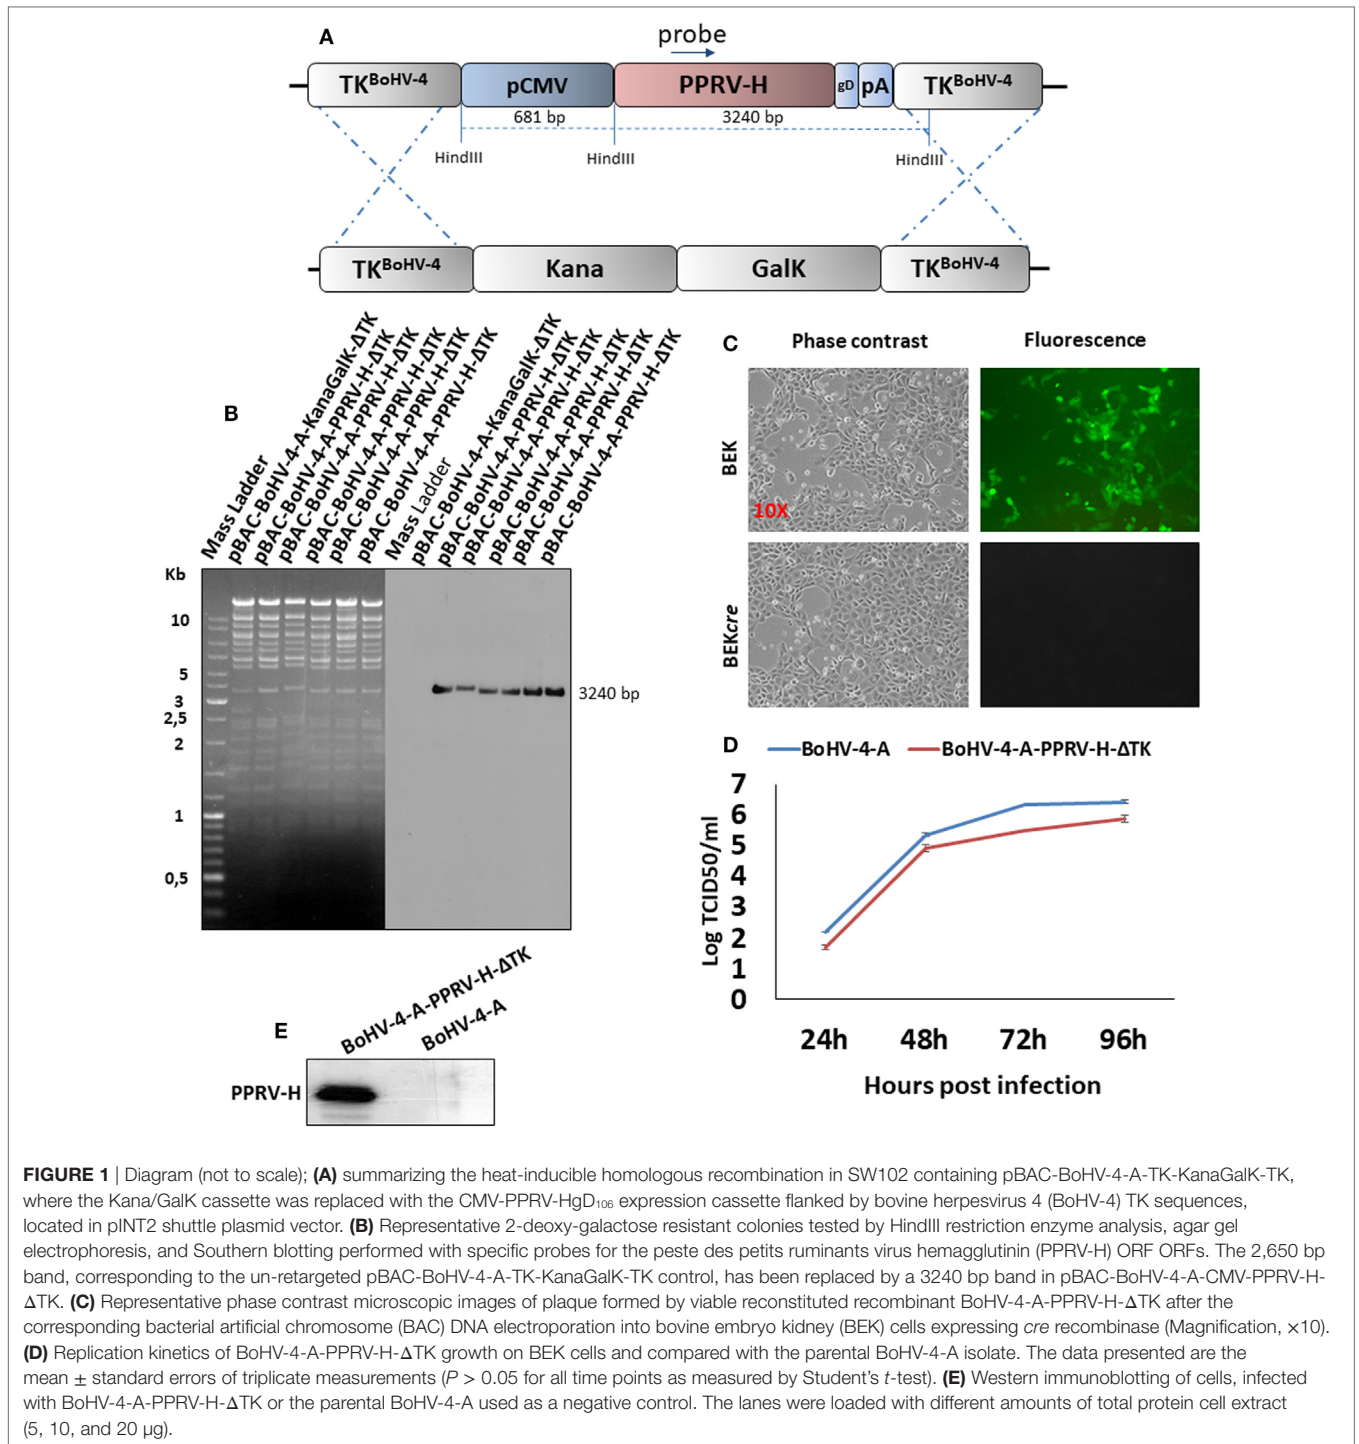 A
probe
TKBoHV-4 pCMV PPRV-H gD pA TKBoHV-4
681 bp 3240 bp
HindIII HindIII HindIII
TKBoHV-4 Kana GalK TKBoHV-4
B
Mass Ladder
pBAC-BoHV-4-A-KanaGalK-ΔTK
pBAC-BoHV-4-A-PPRV-H-ΔTK
pBAC-BoHV-4-A-PPRV-H-ΔTK
pBAC-BoHV-4-A-PPRV-H-ΔTK
pBAC-BoHV-4-A-PPRV-H-ΔTK
pBAC-BoHV-4-A-PPRV-H-ΔTK
Mass Ladder
pBAC-BoHV-4-A-KanaGalK-ΔTK
pBAC-BoHV-4-A-PPRV-H-ΔTK
pBAC-BoHV-4-A-PPRV-H-ΔTK
pBAC-BoHV-4-A-PPRV-H-ΔTK
pBAC-BoHV-4-A-PPRV-H-ΔTK
pBAC-BoHV-4-A-PPRV-H-ΔTK
Kb
10
5
3
2,5
2
1
0,5
3240 bp
C
Phase contrast Fluorescence
BEK
10X
BEKcre
D
BoHV-4-A BoHV-4-A-PPRV-H-ΔTK
Log TCID50/ml
7
6
5
4
3
2
1
0
24h 48h 72h 96h
Hours post infection
E
BoHV-4-A-PPRV-H-ΔTK
BoHV-4-A
PPRV-H
FIGURE 1 | Diagram (not to scale); (A) summarizing the heat-inducible homologous recombination in SW102 containing pBAC-BoHV-4-A-TK-KanaGalK-TK,
where the Kana/GalK cassette was replaced with the CMV-PPRV-HgD106 expression cassette flanked by bovine herpesvirus 4 (BoHV-4) TK sequences,
located in pINT2 shuttle plasmid vector. (B) Representative 2-deoxy-galactose resistant colonies tested by HindIII restriction enzyme analysis, agar gel
electrophoresis, and Southern blotting performed with specific probes for the peste des petits ruminants virus hemagglutinin (PPRV-H) ORF ORFs. The 2,650 bp
band, corresponding to the un-retargeted pBAC-BoHV-4-A-TK-KanaGalK-TK control, has been replaced by a 3240 bp band in pBAC-BoHV-4-A-CMV-PPRV-H-
ΔTK. (C) Representative phase contrast microscopic images of plaque formed by viable reconstituted recombinant BoHV-4-A-PPRV-H-ΔTK after the
corresponding bacterial artificial chromosome (BAC) DNA electroporation into bovine embryo kidney (BEK) cells expressing cre recombinase (Magnification, ×10).
(D) Replication kinetics of BoHV-4-A-PPRV-H-ΔTK growth on BEK cells and compared with the parental BoHV-4-A isolate. The data presented are the
mean ± standard errors of triplicate measurements (P > 0.05 for all time points as measured by Student's t-test). (E) Western immunoblotting of cells, infected
with BoHV-4-A-PPRV-H-ΔTK or the parental BoHV-4-A used as a negative control. The lanes were loaded with different amounts of total protein cell extract
(5, 10, and 20 µg).